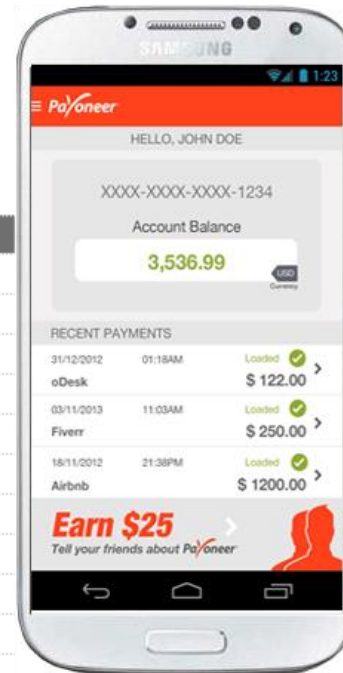 SAMSUNG
1:23
Payoneer
HELLO, JOHN DOE
XXXX-XXXX-XXXX-1234
Account Balance
3,536.99
USD
Currency
RECENT PAYMENTS
31/12/2012 01:18AM Loaded
oDesk $ 122.00
03/11/2013 11:03AM Loaded
Fiverr $ 250.00
18/11/2012 21:38PM Loaded
Airbnb $ 1200.00
Earn $25
Tell your friends about Payoneer